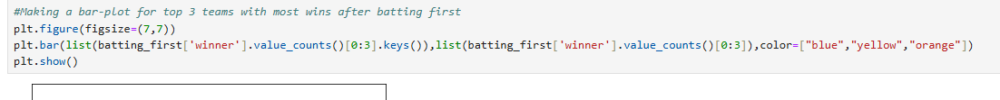 #Making a bar-plot for top 3 teams with most wins after batting first
plt.figure(figsize=(7,7))
plt.bar(list(batting_first['winner'].value_counts()[0:3].keys()),list(batting_first['winner'].value_counts()[0:3]),color=["blue","yellow","orange"])
plt.show()